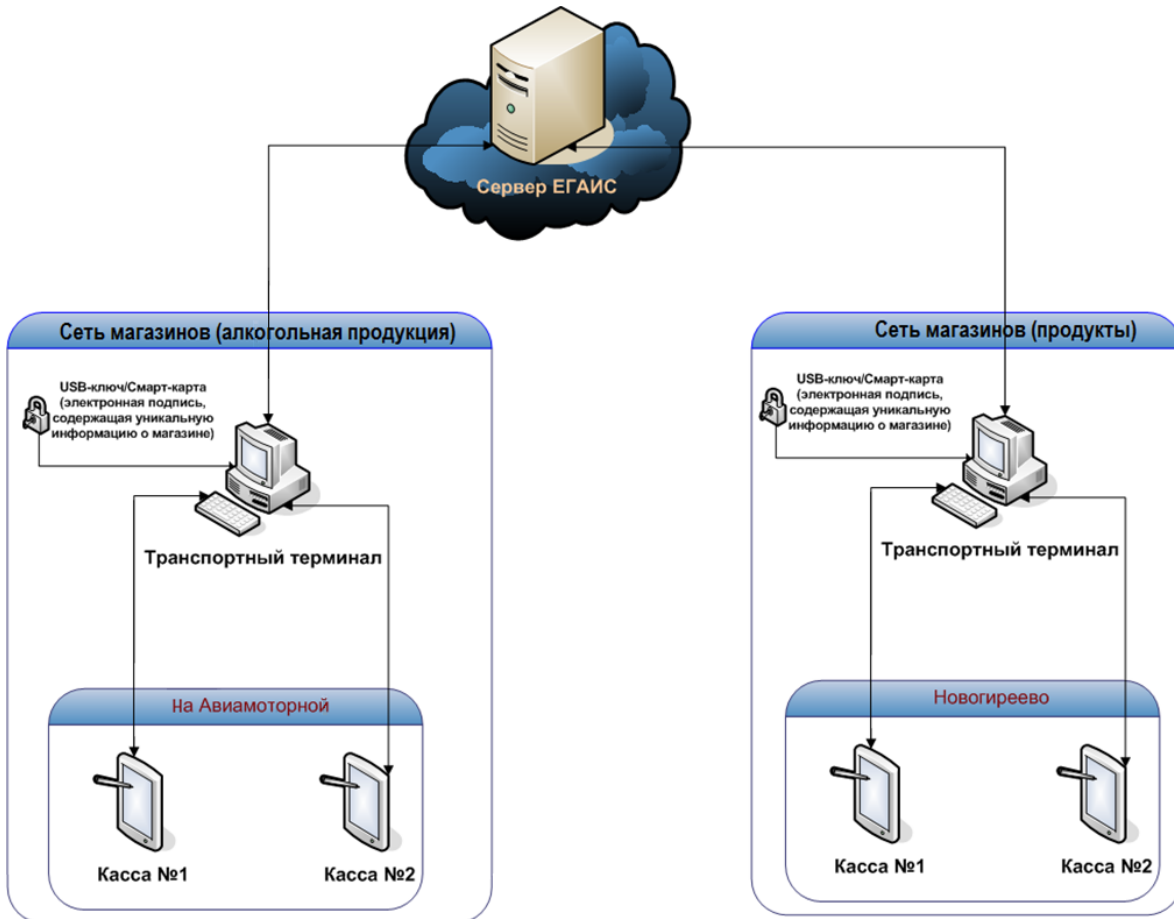 Сервер ЕГАИС
Сеть магазинов (алкогольная продукция)
USB-ключ/Смарт-карта
(электронная подпись,
содержащая уникальную
информацию о магазине)
Транспортный терминал
На Авиамоторной
Касса №1
Касса №2
Сеть магазинов (продукты)
USB-ключ/Смарт-карта
(электронная подпись,
содержащая уникальную
информацию о магазине)
Транспортный терминал
Новогиреево
Касса №1
Касса №2